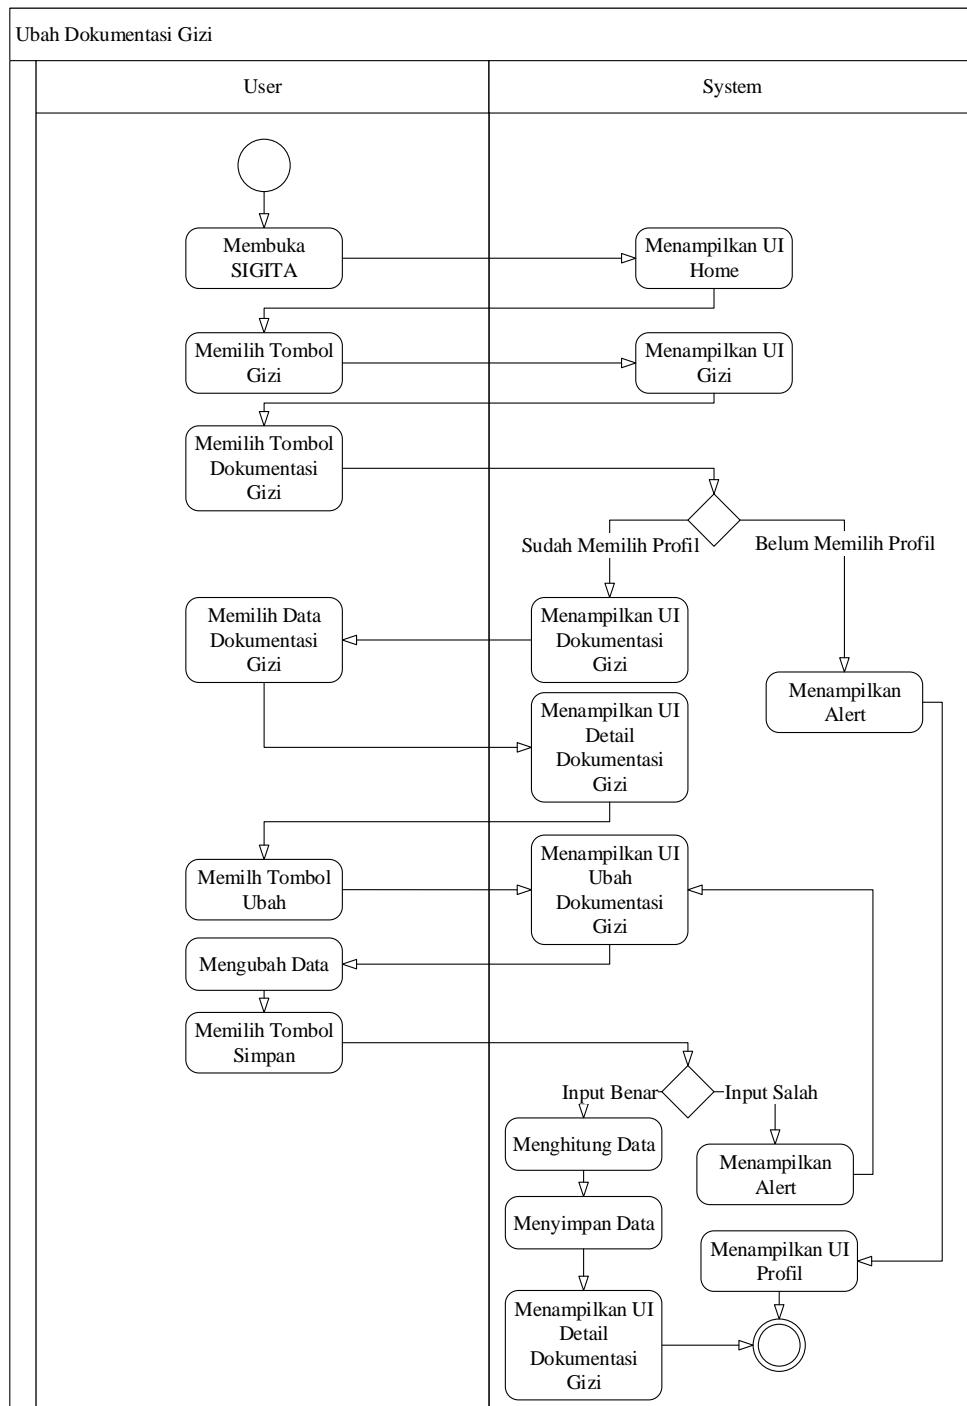 Ubah Dokumentasi Gizi
User
System
Membuka
SIGITA
Menampilkan UI
Home
Memilih Tombol
Gizi
Menampilkan UI
Gizi
Memilih Tombol
Dokumentasi
Gizi
Sudah Memilih Profil
Belum Memilih Profil
Memilih Data
Dokumentasi
Gizi
Menampilkan UI
Dokumentasi
Gizi
Menampilkan
Alert
Menampilkan UI
Detail
Dokumentasi
Gizi
Memilh Tombol
Ubah
Menampilkan UI
Ubah
Dokumentasi
Gizi
Mengubah Data
Memilih Tombol
Simpan
Input Benar
Input Salah
Menghitung Data
Menampilkan
Alert
Menyimpan Data
Menampilkan UI
Profil
Menampilkan UI
Detail
Dokumentasi
Gizi